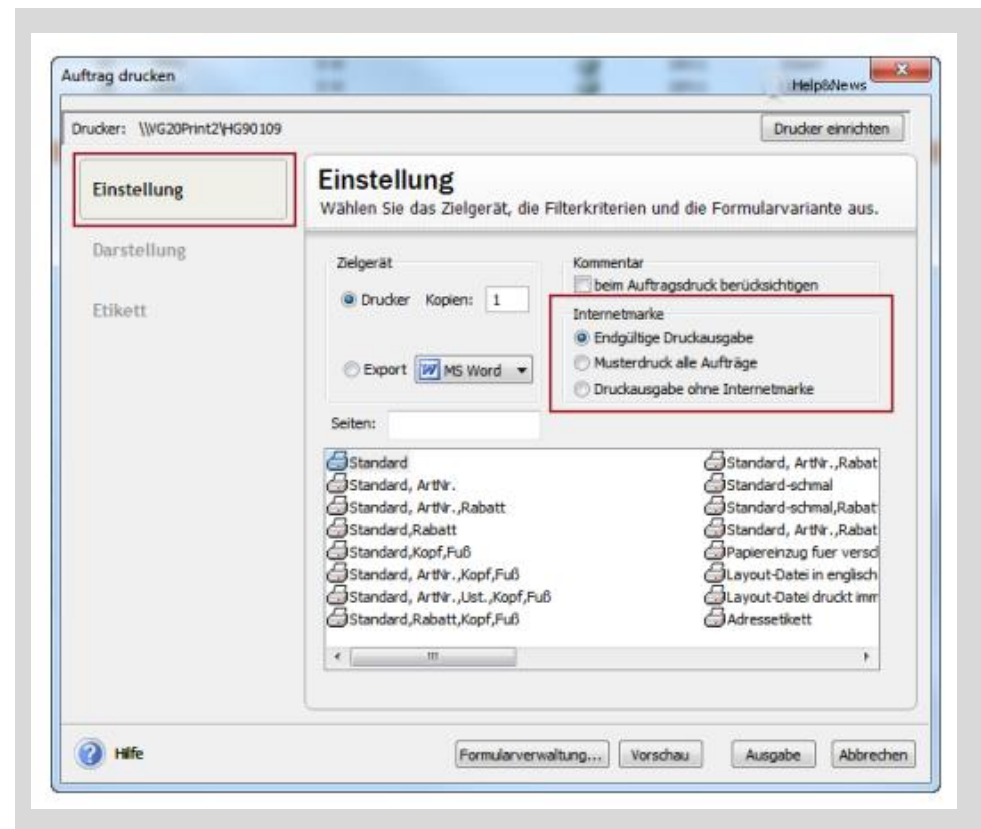 Auftrag drucken
Help&News
Drucker: \\VG20Print2\HG90109
Drucker einrichten
Einstellung
Darstellung
Etikett
Einstellung
Wählen Sie das Zielgerät, die Filterkriterien und die Formularvariante aus.
Zielgerät
Drucker Kopien: 1
Export MS Word
Seiten:
Kommentar
beim Auftragsdruck berücksichtigen
Internetmarke
Endgültige Druckausgabe
Musterdruck alle Aufträge
Druckausgabe ohne Internetmarke
Standard
Standard, ArtNr.
Standard, ArtNr.,Rabatt
Standard,Rabatt
Standard,Kopf,Fuß
Standard, ArtNr.,Kopf,Fuß
Standard, ArtNr.,Ust.,Kopf,Fuß
Standard,Rabatt,Kopf,Fuß
Standard, ArtNr.,Rabat
Standard-schmal
Standard-schmal,Rabat
Standard, ArtNr.,Rabat
Papiereinzug fuer versd
Layout-Datei in englisch
Layout-Datei druckt imm
Adressetikett
Hilfe
Formularverwaltung...
Vorschau
Ausgabe
Abbrechen